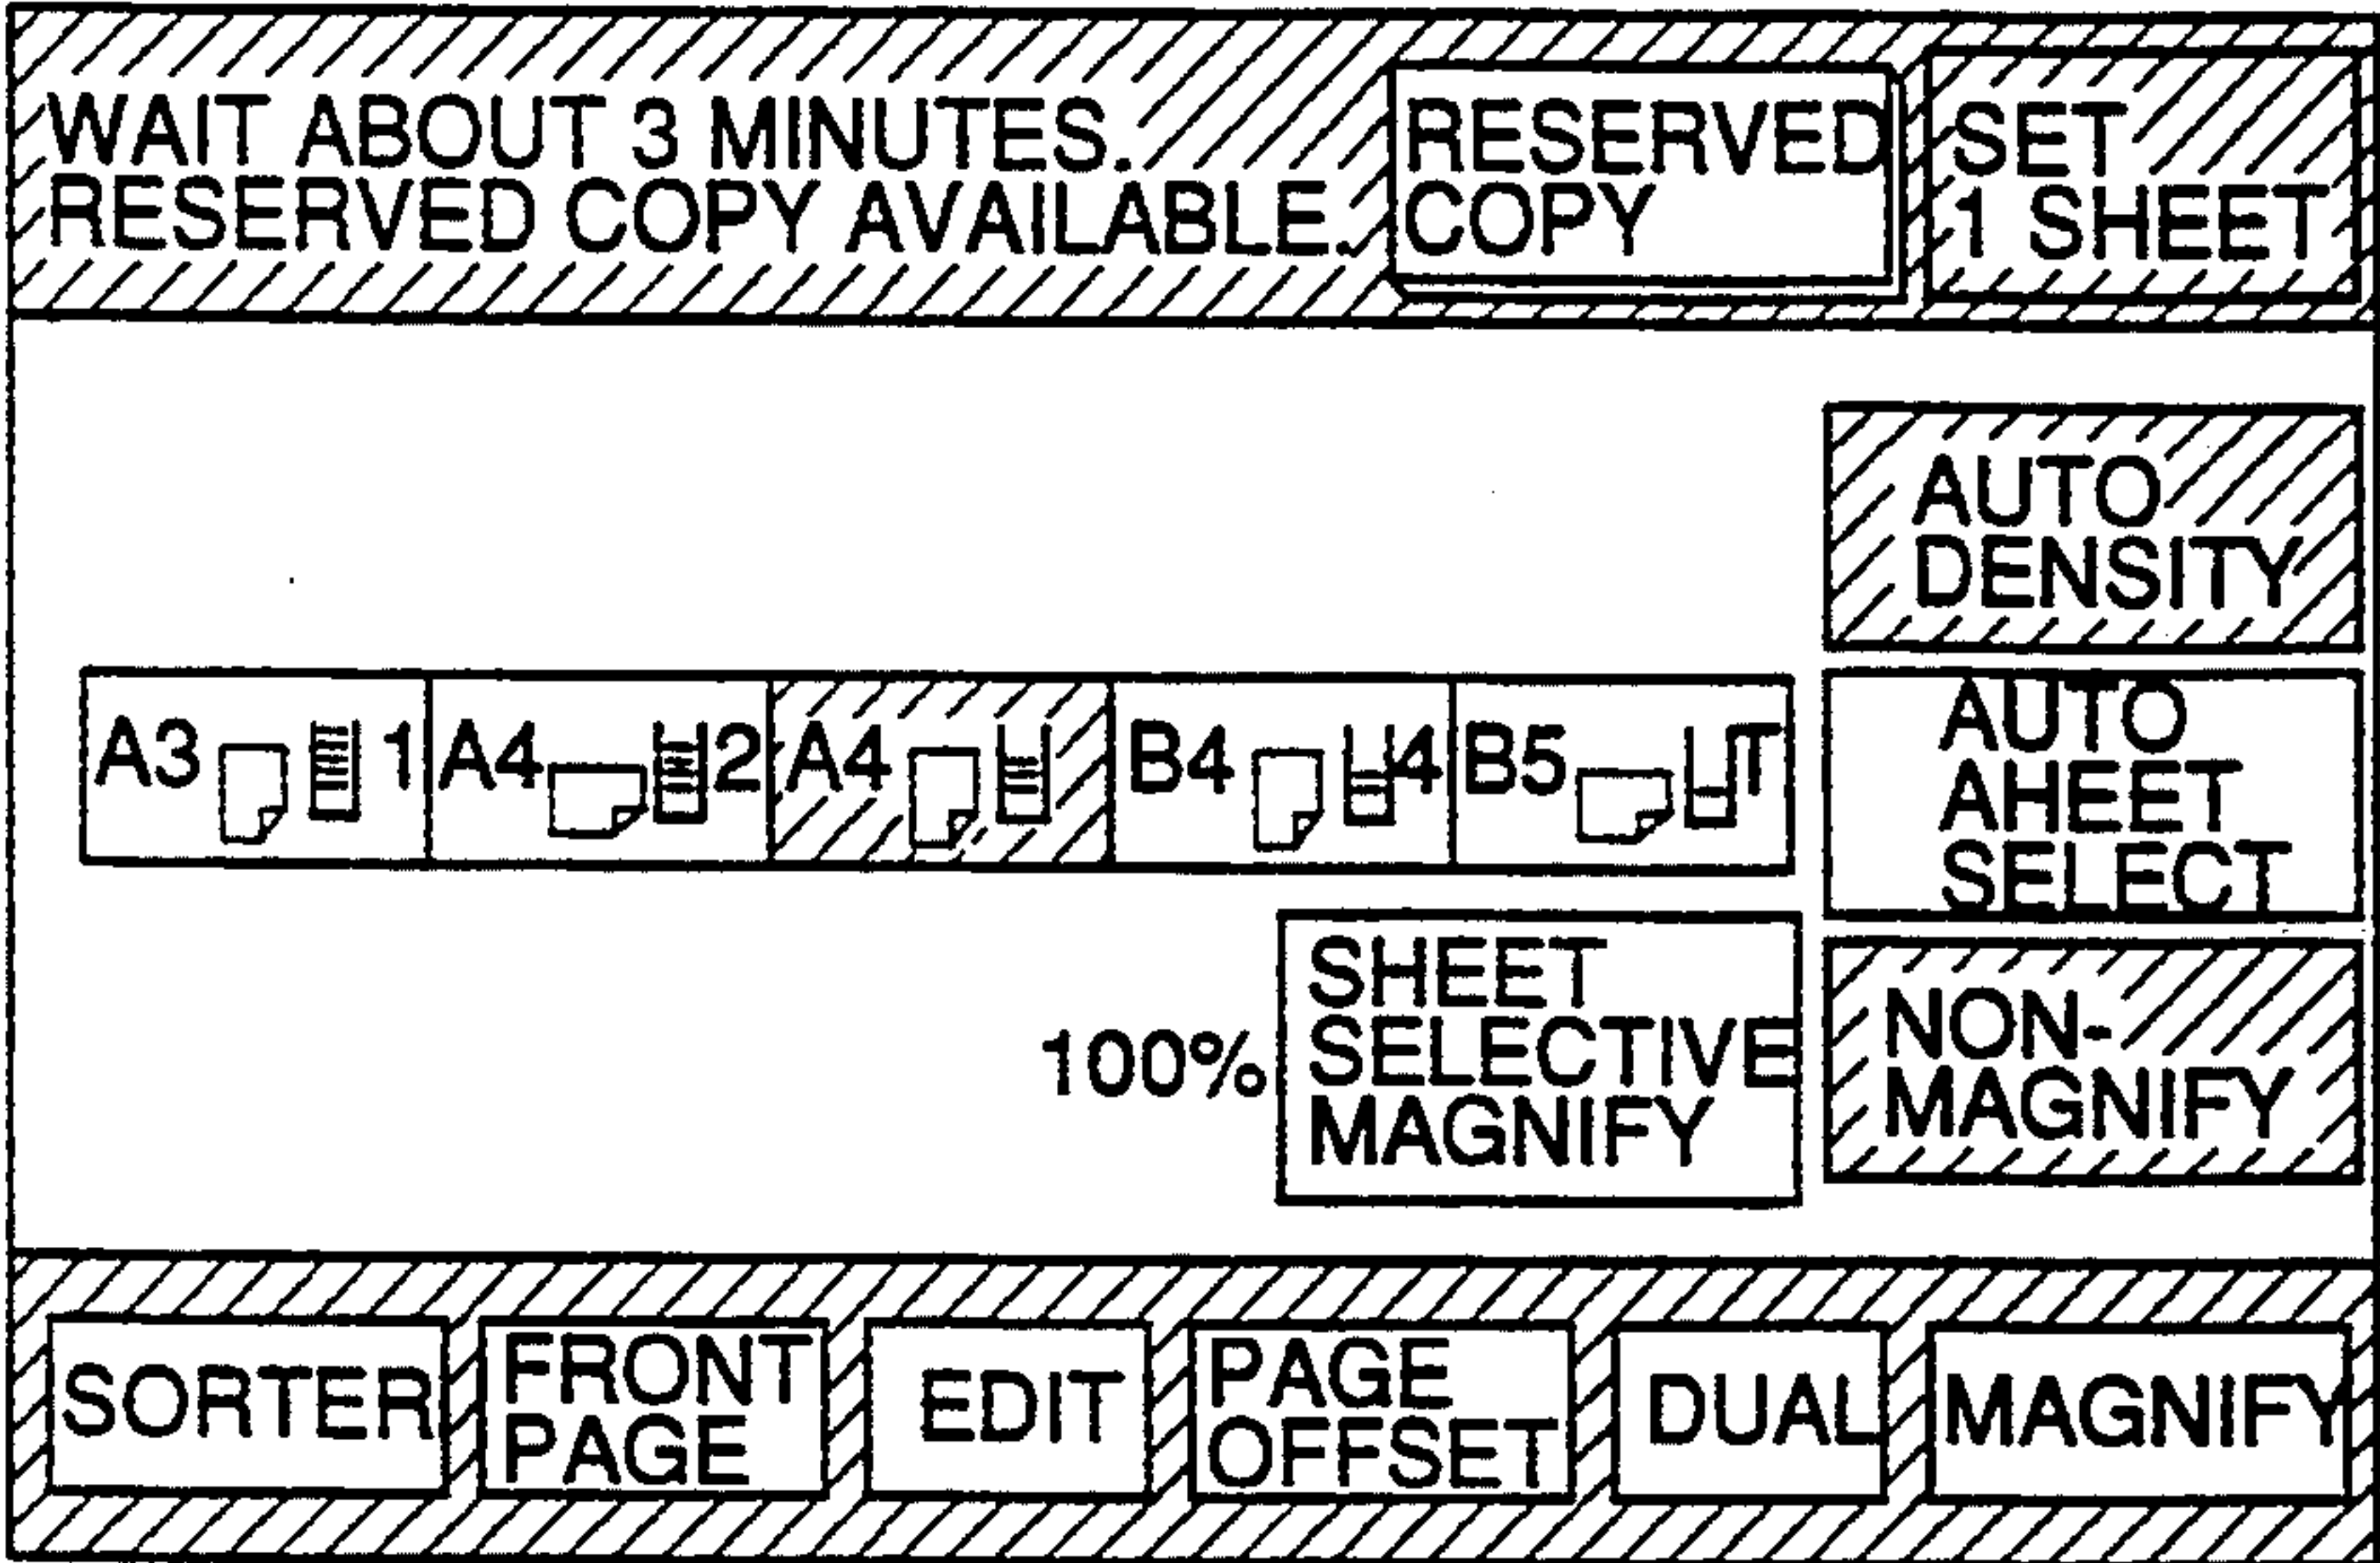 WAIT ABOUT 3 MINUTES.
RESERVED COPY AVAILABLE.
RESERVED
COPY
SET
1 SHEET
AUTO
DENSITY
A3 1 A4 2 A4 B4 4 B5 T
AUTO
AHEET
SELECT
100%
SHEET
SELECTIVE
MAGNIFY
NON-
MAGNIFY
SORTER
FRONT
PAGE
EDIT
PAGE
OFFSET
DUAL
MAGNIFY